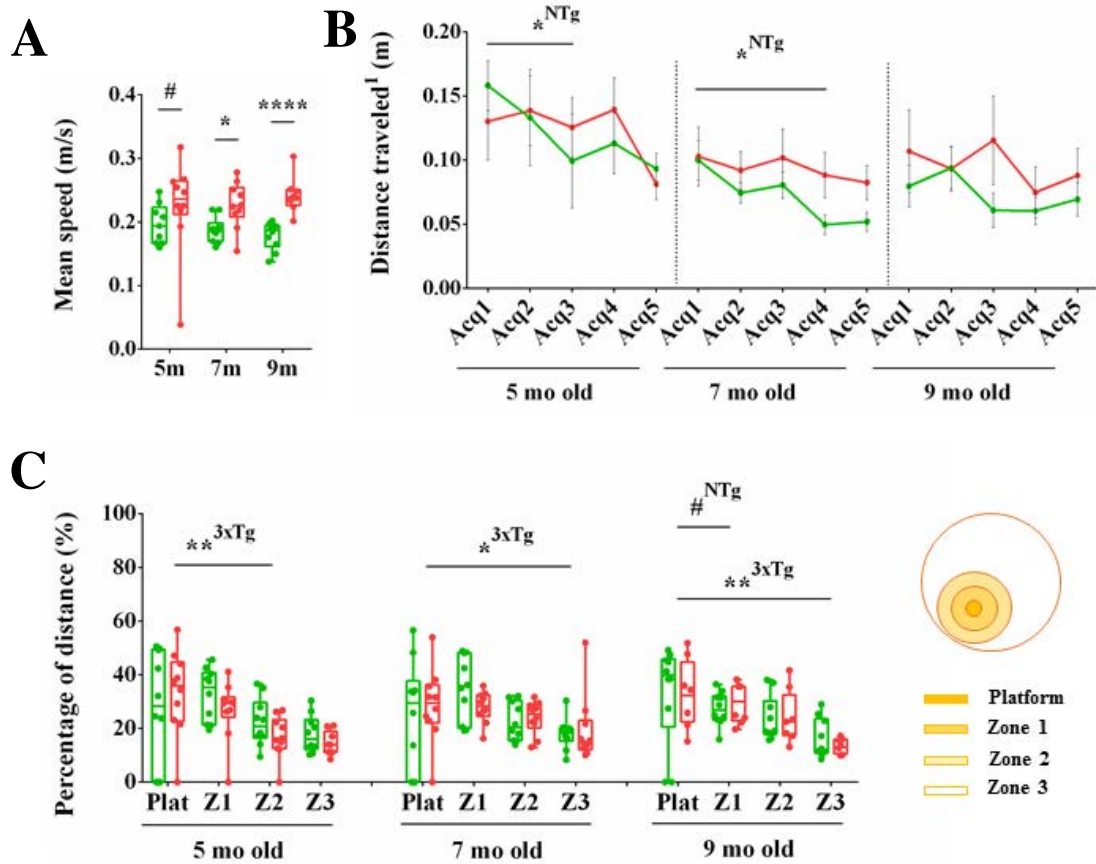 A
Mean speed (m/s)
0.4
0.3
0.2
0.1
0.0
#
*
****
5m 7m 9m
B
Distance traveled¹ (m)
0.20
0.15
0.10
0.05
0.00
*NTg
*NTg
Acq1 Acq2 Acq3 Acq4 Acq5 Acq1 Acq2 Acq3 Acq4 Acq5 Acq1 Acq2 Acq3 Acq4 Acq5
5 mo old 7 mo old 9 mo old
C
Percentage of distance (%)
100
80
60
40
20
0
**3xTg
*3xTg
#NTg
**3xTg
Plat Z1 Z2 Z3 Plat Z1 Z2 Z3 Plat Z1 Z2 Z3
5 mo old 7 mo old 9 mo old
Platform
Zone 1
Zone 2
Zone 3